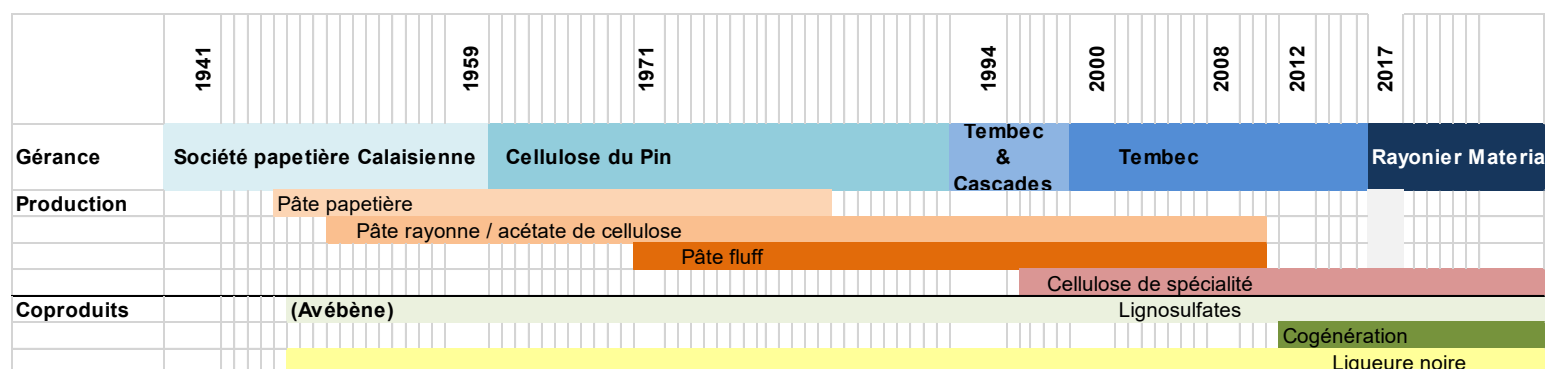 1941 1959 1971 1994 2000 2008 2012 2017
Gérance Société papetière Calaisienne Cellulose du Pin Tembec & Cascades Tembec Rayonier Materia
Production Pâte papetière
Pâte rayonne / acétate de cellulose
Pâte fluff
Cellulose de spécialité
Coproduits (Avébène) Lignosulfates
Cogénération
Liqueure noire